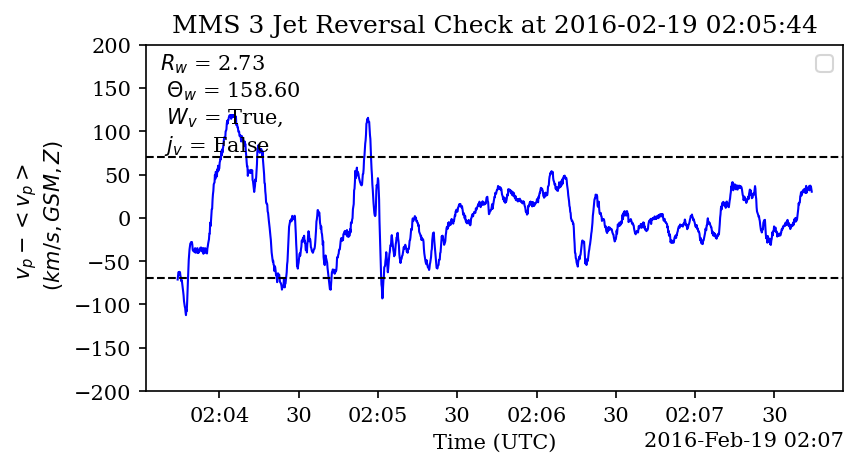 MMS 3 Jet Reversal Check at 2016-02-19 02:05:44
R_w = 2.73
Θ_w = 158.60
W_v = True,
j_v = False
200
150
100
50
0
−50
−100
−150
−200
v_p − < v_p >
(km/s, GSM, Z)
02:04 30 02:05 30 02:06 30 02:07 30
Time (UTC)
2016-Feb-19 02:07